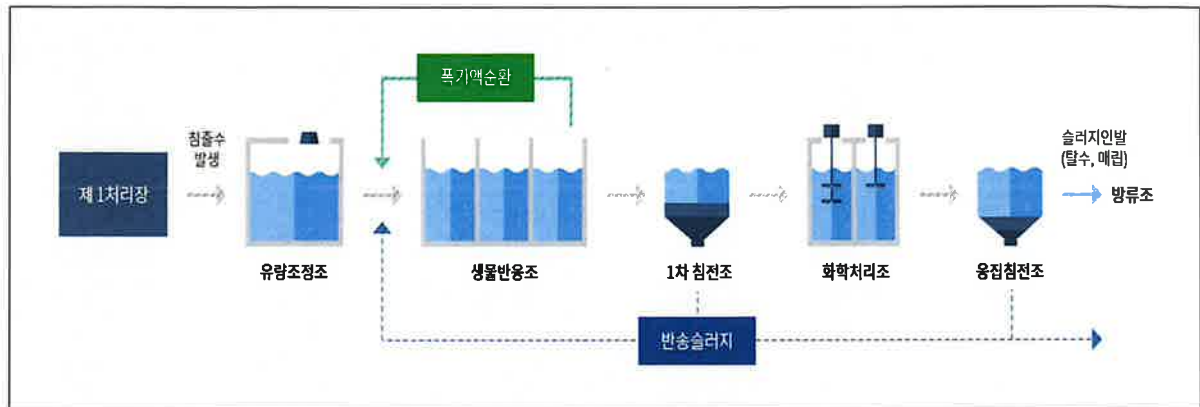 폭기액순환
침출수
발생
제 1처리장
슬러지인발
(탈수, 매립)
방류조
유량조정조
생물반응조
1차 침전조
화학처리조
응집침전조
반송슬러지